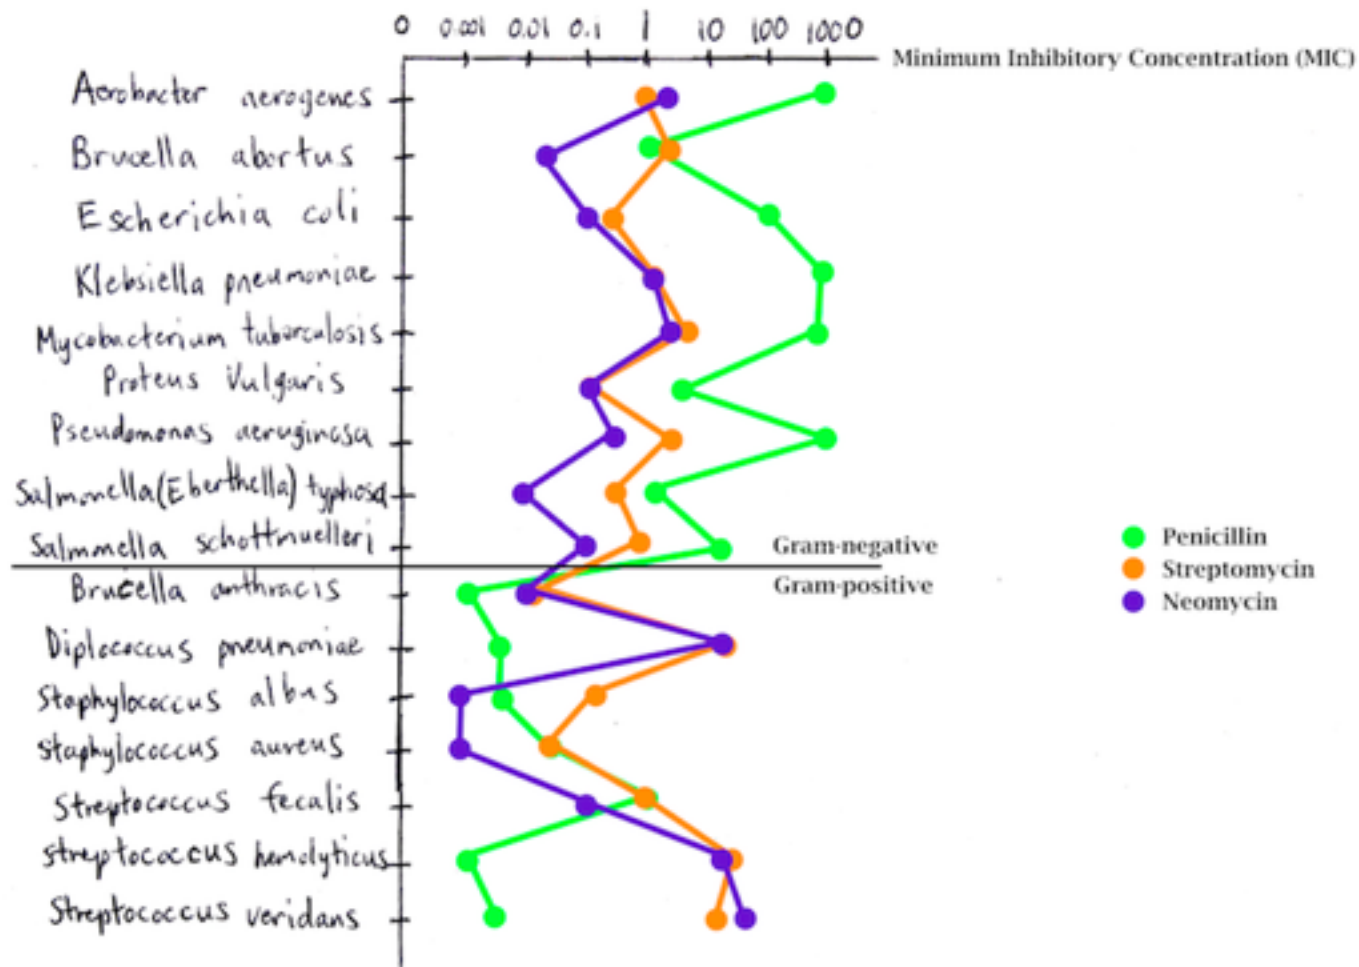 0 0.001 0.01 0.1 1 10 100 1000
Minimum Inhibitory Concentration (MIC)
Aerobacter aerogenes
Brucella abortus
Escherichia coli
Klebsiella pneumoniae
Mycobacterium tuborculosis
Proteus Vulgaris
Pseudomonas aeruginosa
Salmonella (Eberthella) typhosa
Salmmella schottmuelleri
Gram-negative
Gram-positive
Brucella anthracis
Diplococcus pneumoniae
Staphylococcus albus
Staphylococcus aureus
Streptococcus fecalis
Streptococcus hemolyticus
Streptococcus veridans
Penicillin
Streptomycin
Neomycin